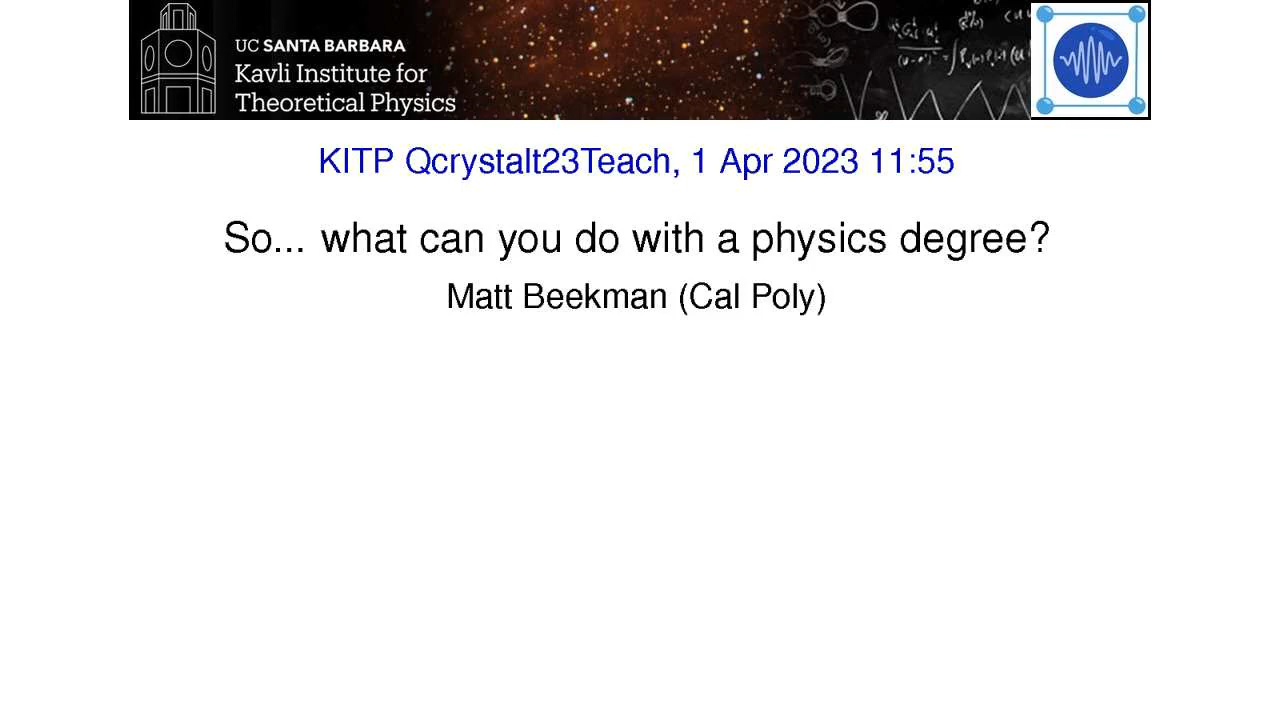 UC SANTA BARBARA
Kavli Institute for
Theoretical Physics
KITP Qcrystalt23Teach, 1 Apr 2023 11:55
So... what can you do with a physics degree?
Matt Beekman (Cal Poly)